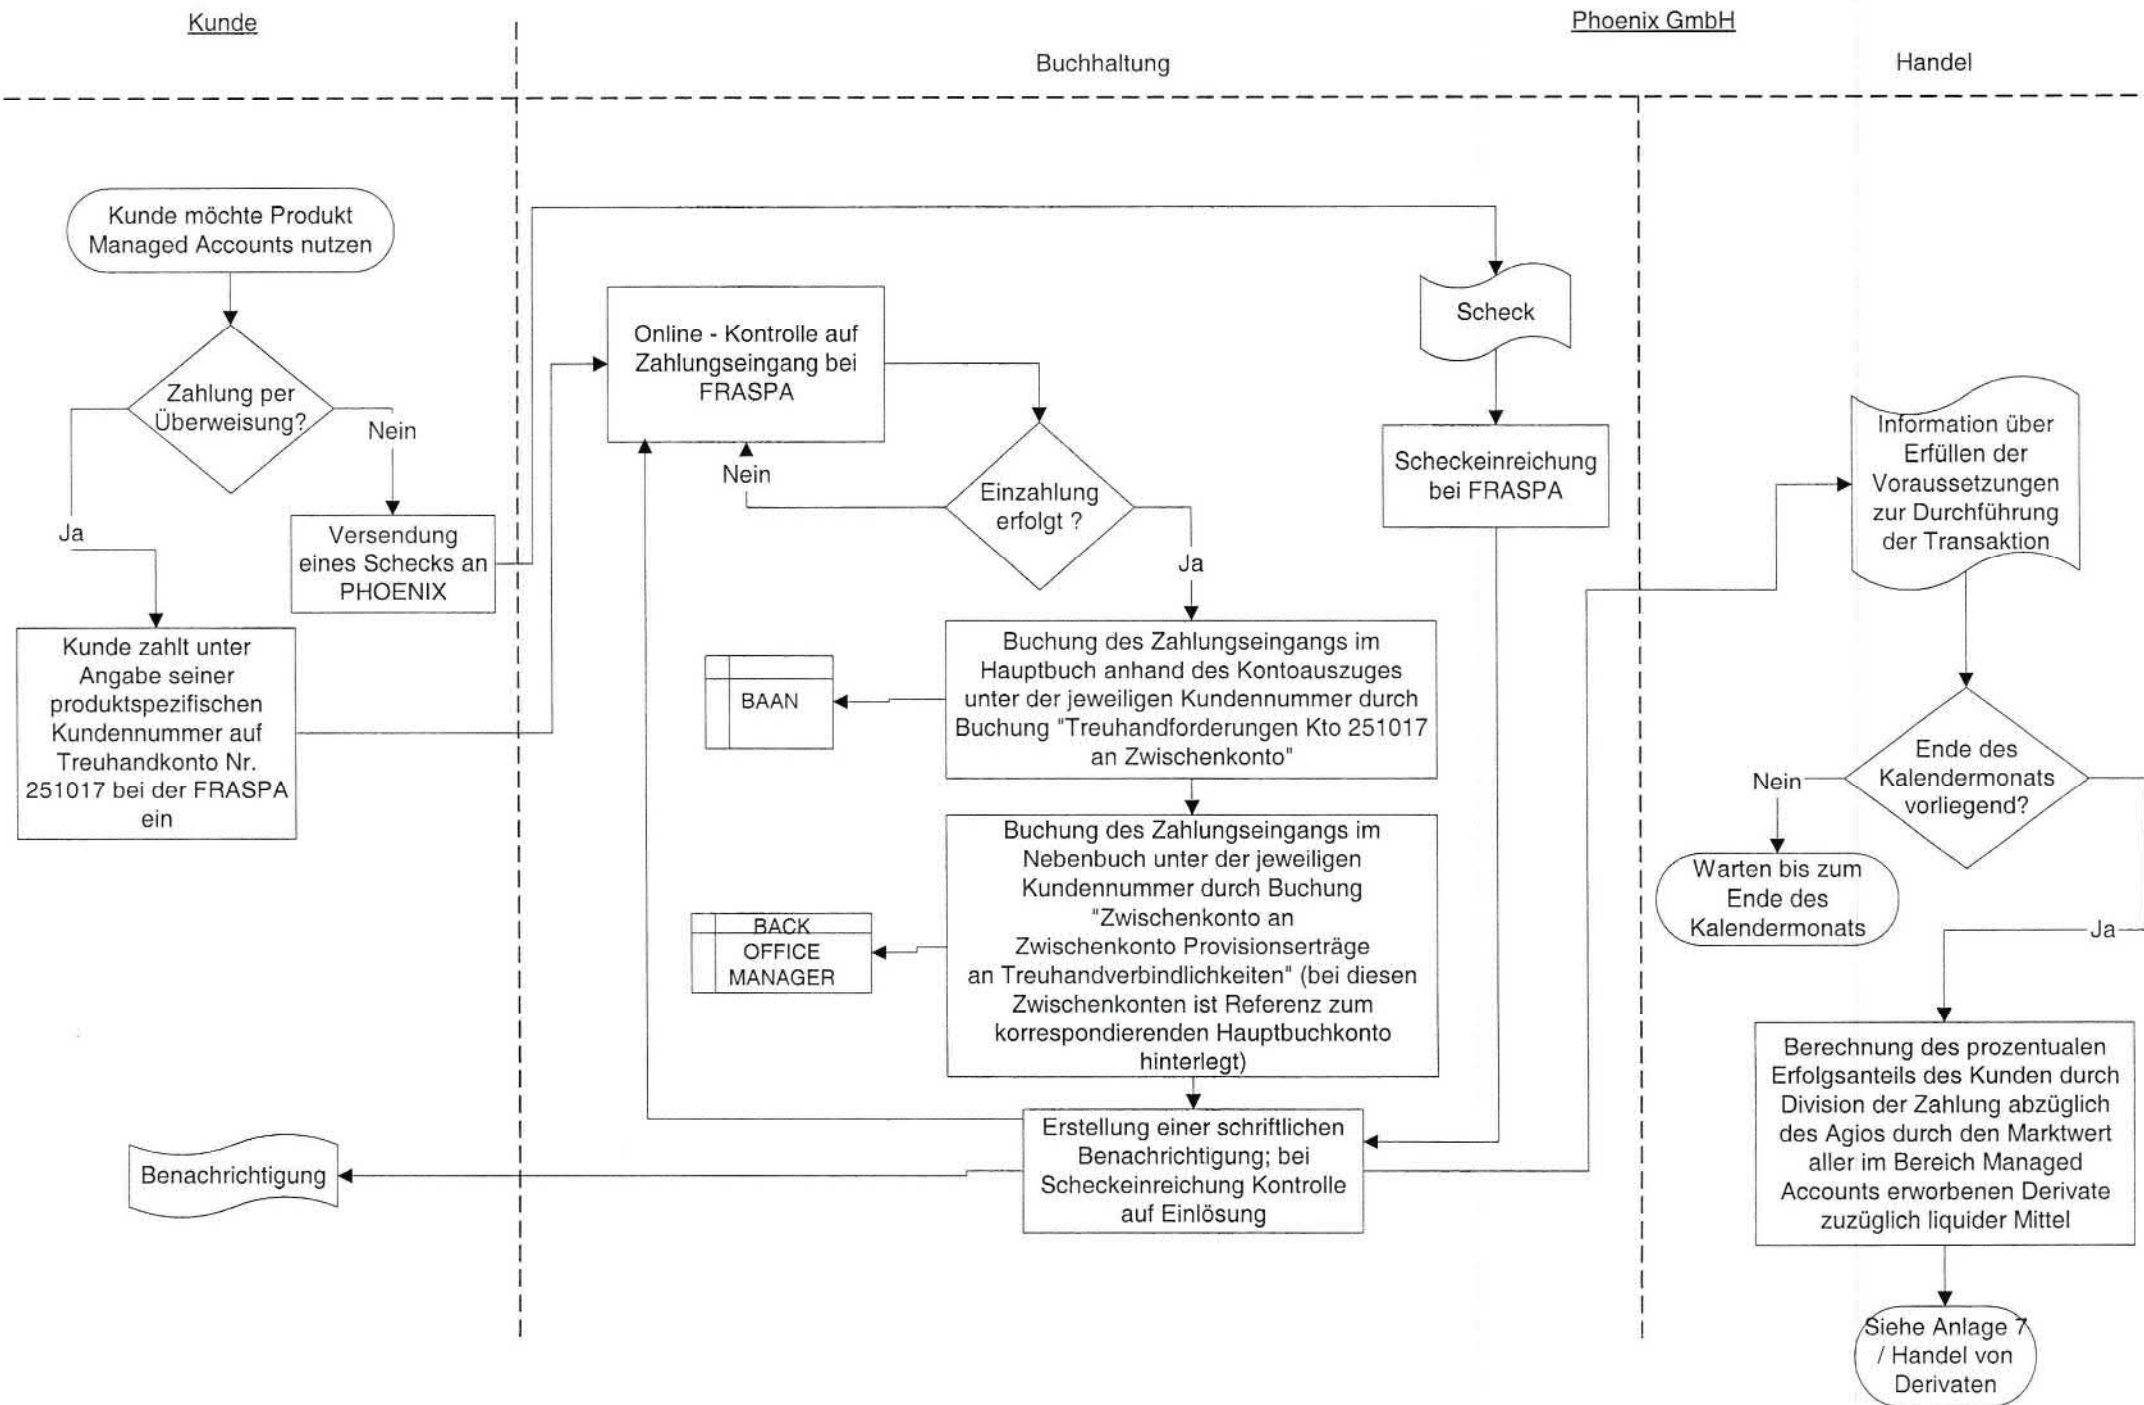 Kunde
Phoenix GmbH
Buchhaltung
Handel
Kunde möchte Produkt
Managed Accounts nutzen
Zahlung per
Überweisung?
Nein
Ja
Versendung
eines Schecks an
PHOENIX
Kunde zahlt unter
Angabe seiner
produktspezifischen
Kundennummer auf
Treuhandkonto Nr.
251017 bei der FRASPA
ein
Benachrichtigung
Online - Kontrolle auf
Zahlungseingang bei
FRASPA
Nein
Einzahlung
erfolgt ?
Ja
Scheck
Scheckeinreichung
bei FRASPA
BAAN
Buchung des Zahlungseingangs im
Hauptbuch anhand des Kontoauszuges
unter der jeweiligen Kundennummer durch
Buchung "Treuhandforderungen Kto 251017
an Zwischenkonto"
BACK
OFFICE
MANAGER
Buchung des Zahlungseingangs im
Nebenbuch unter der jeweiligen
Kundennummer durch Buchung
"Zwischenkonto an
Zwischenkonto Provisionserträge
an Treuhandverbindlichkeiten" (bei diesen
Zwischenkonten ist Referenz zum
korrespondierenden Hauptbuchkonto
hinterlegt)
Erstellung einer schriftlichen
Benachrichtigung; bei
Scheckeinreichung Kontrolle
auf Einlösung
Information über
Erfüllen der
Voraussetzungen
zur Durchführung
der Transaktion
Ende des
Kalendermonats
vorliegend?
Nein
Warten bis zum
Ende des
Kalendermonats
Ja
Berechnung des prozentualen
Erfolgsanteils des Kunden durch
Division der Zahlung abzüglich
des Agios durch den Marktwert
aller im Bereich Managed
Accounts erworbenen Derivate
zuzüglich liquider Mittel
Siehe Anlage 7
/ Handel von
Derivaten